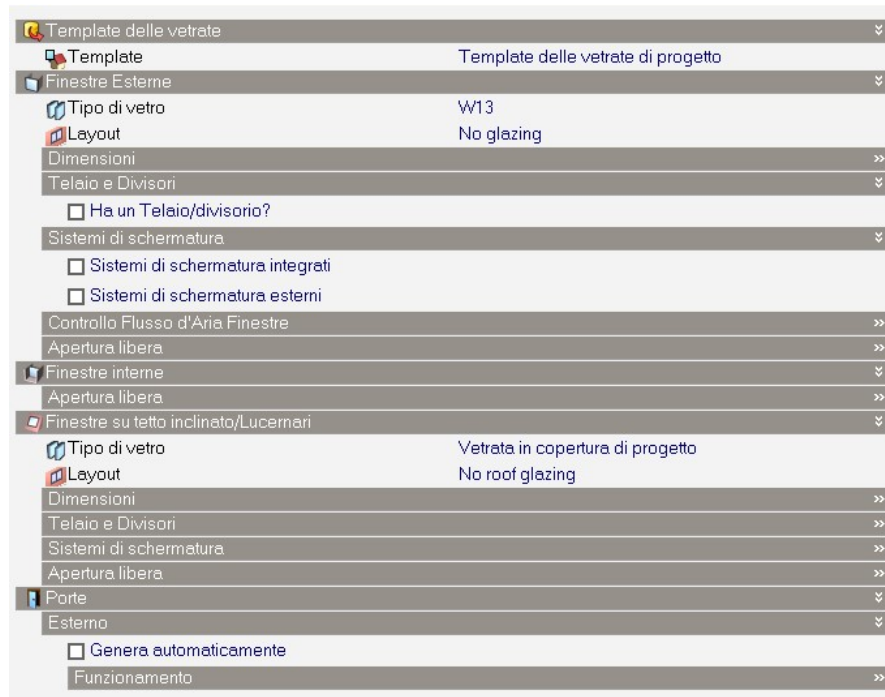 Template delle vetrate
Template Template delle vetrate di progetto
Finestre Esterne
Tipo di vetro W13
Layout No glazing
Dimensioni
Telaio e Divisori
Ha un Telaio/divisorio?
Sistemi di schermatura
Sistemi di schermatura integrati
Sistemi di schermatura esterni
Controllo Flusso d'Aria Finestre
Apertura libera
Finestre interne
Apertura libera
Finestre su tetto inclinato/Lucernari
Tipo di vetro Vetrata in copertura di progetto
Layout No roof glazing
Dimensioni
Telaio e Divisori
Sistemi di schermatura
Apertura libera
Porte
Esterno
Genera automaticamente
Funzionamento